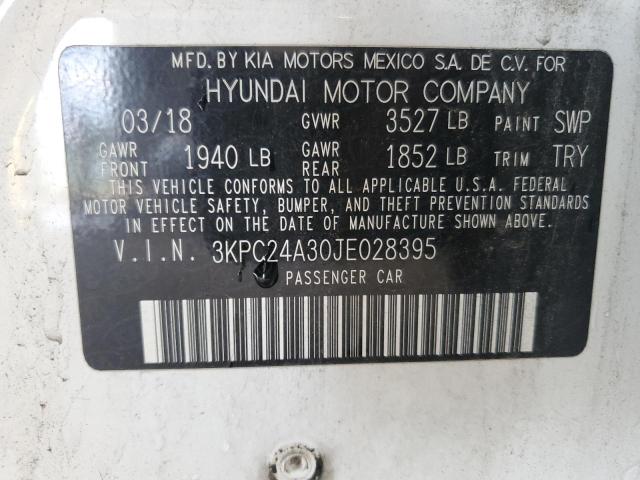 MFD. BY KIA MOTORS MEXICO S.A. DE C.V. FOR
HYUNDAI MOTOR COMPANY
03/18 GVWR 3527 LB PAINT SWP
GAWR FRONT 1940 LB GAWR REAR 1852 LB TRIM TRY
THIS VEHICLE CONFORMS TO ALL APPLICABLE U.S.A. FEDERAL
MOTOR VEHICLE SAFETY, BUMPER, AND THEFT PREVENTION STANDARDS
IN EFFECT ON THE DATE OF MANUFACTURE SHOWN ABOVE.
V.I.N. 3KPC24A30JE028395
PASSENGER CAR